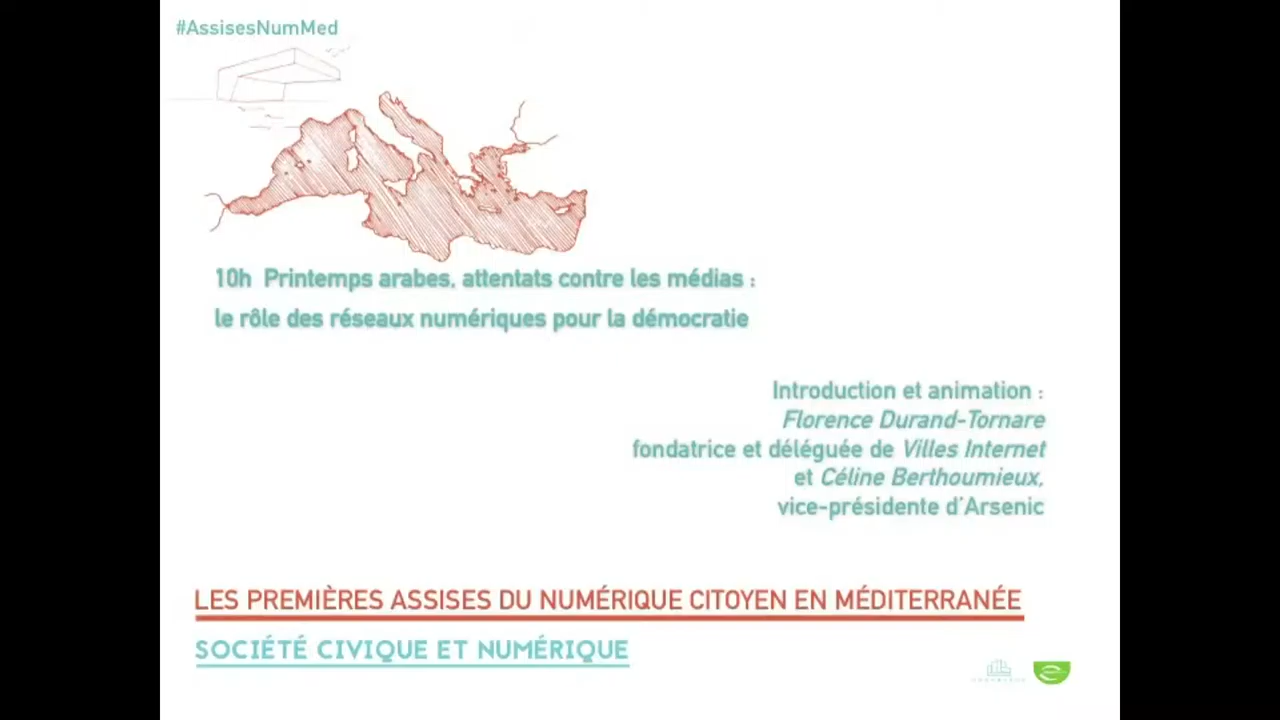 #AssisesNumMed
10h Printemps arabes, attentats contre les médias :
le rôle des réseaux numériques pour la démocratie
Introduction et animation :
Florence Durand-Tornare
fondatrice et déléguée de Villes Internet
et Céline Berthoumieux,
vice-présidente d'Arsenic
LES PREMIÈRES ASSISES DU NUMÉRIQUE CITOYEN EN MÉDITERRANÉE
SOCIÉTÉ CIVIQUE ET NUMÉRIQUE